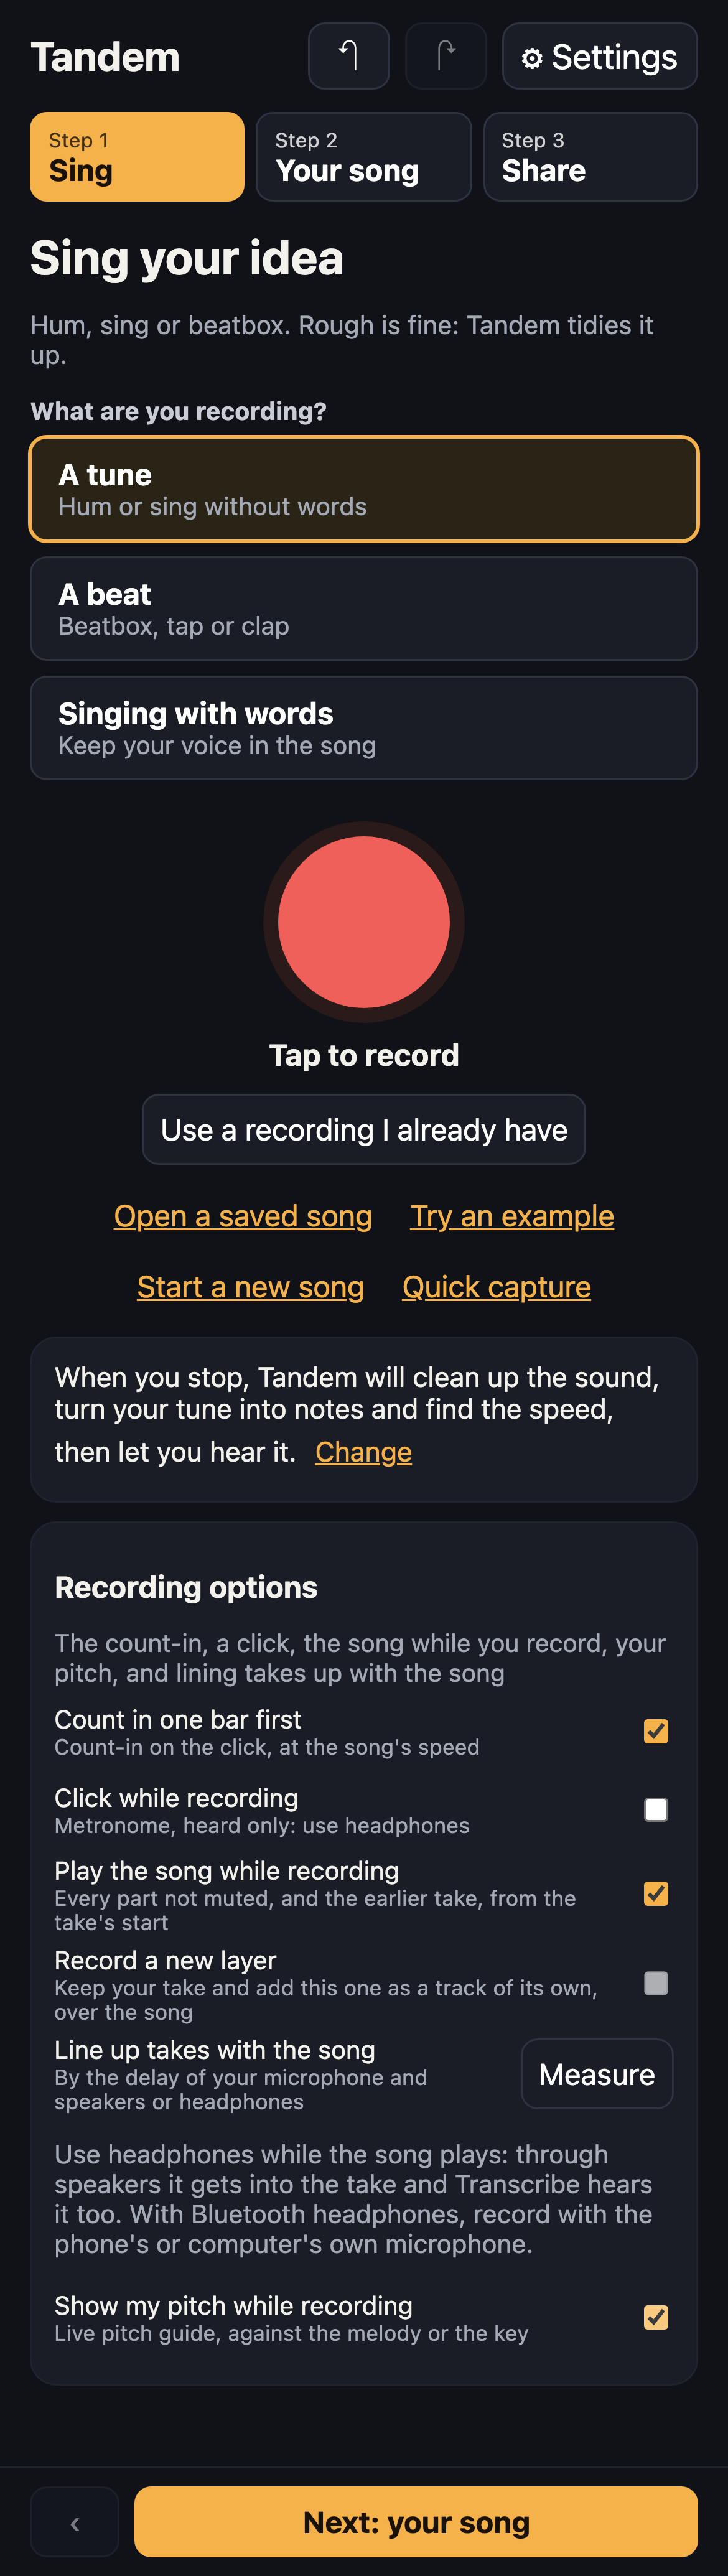 Tandem
⚙ Settings
Step 1
Sing
Step 2
Your song
Step 3
Share
Sing your idea
Hum, sing or beatbox. Rough is fine: Tandem tidies it
up.
What are you recording?
A tune
Hum or sing without words
A beat
Beatbox, tap or clap
Singing with words
Keep your voice in the song
Tap to record
Use a recording I already have
Open a saved song
Try an example
Start a new song
Quick capture
When you stop, Tandem will clean up the sound,
turn your tune into notes and find the speed,
then let you hear it. Change
Recording options
The count-in, a click, the song while you record, your
pitch, and lining takes up with the song
Count in one bar first
Count-in on the click, at the song's speed
Click while recording
Metronome, heard only: use headphones
Play the song while recording
Every part not muted, and the earlier take, from the
take's start
Record a new layer
Keep your take and add this one as a track of its own,
over the song
Line up takes with the song
By the delay of your microphone and
speakers or headphones
Measure
Use headphones while the song plays: through
speakers it gets into the take and Transcribe hears
it too. With Bluetooth headphones, record with the
phone's or computer's own microphone.
Show my pitch while recording
Live pitch guide, against the melody or the key
‹
Next: your song